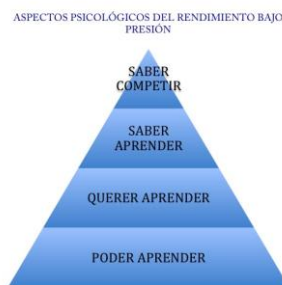 ASPECTOS PSICOLÓGICOS DEL RENDIMIENTO BAJO
PRESIÓN
SABER
COMPETIR
SABER
APRENDER
QUERER APRENDER
PODER APRENDER